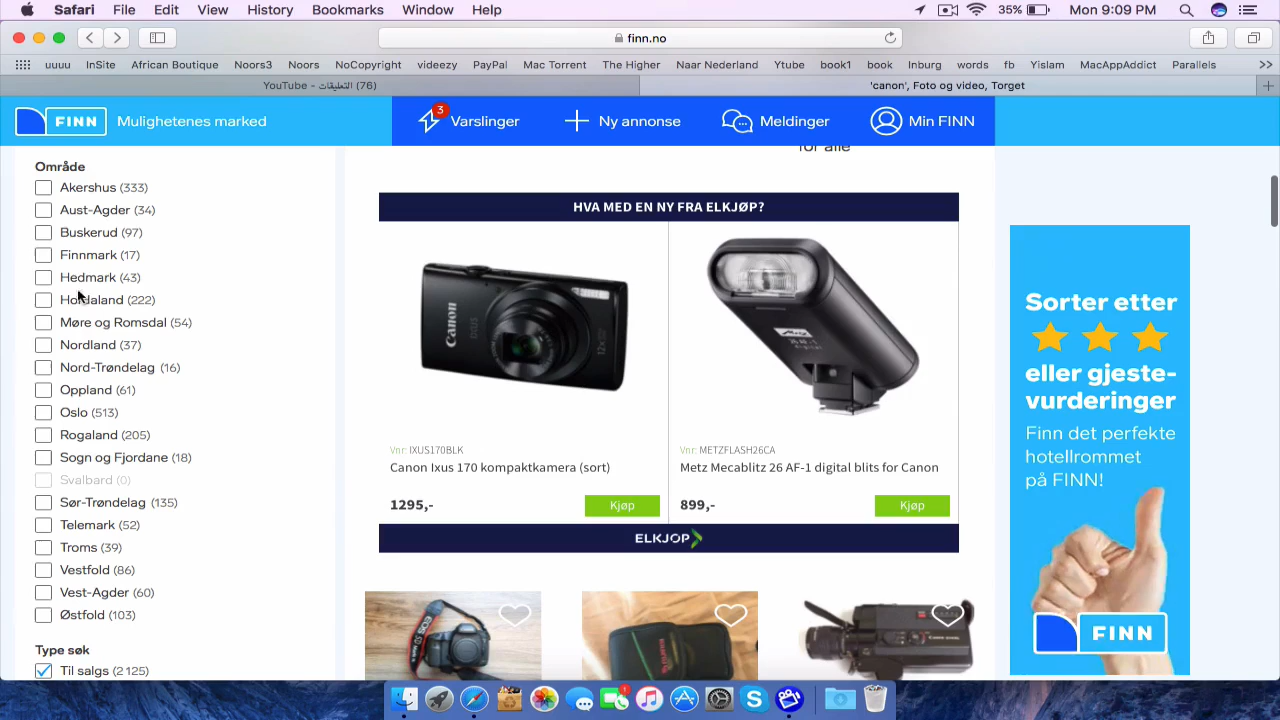 Safari File Edit View History Bookmarks Window Help 35% Mon 9:09 PM
finn.no
uuuu InSite African Boutique Noors3 Noors NoCopyright videezy PayPal Mac Torrent The Higher Naar Nederland Ytube book1 book Inburg words fb Yislam MacAppAddict Parallels
YouTube - التعليقات (76)
'canon', Foto og video, Torget
FINN Mulighetenes marked
3
Varslinger Ny annonse Meldinger Min FINN
for alle
Område
Akershus (333)
Aust-Agder (34)
Buskerud (97)
Finnmark (17)
Hedmark (43)
Hordaland (222)
Møre og Romsdal (54)
Nordland (37)
Nord-Trøndelag (16)
Oppland (61)
Oslo (513)
Rogaland (205)
Sogn og Fjordane (18)
Svalbard (0)
Sør-Trøndelag (135)
Telemark (52)
Troms (39)
Vestfold (86)
Vest-Agder (60)
Østfold (103)
Type søk
Til salgs (2 125)
HVA MED EN NY FRA ELKJØP?
Canon
IXUS
12x
Vnr: IXUS170BLK
Canon Ixus 170 kompaktkamera (sort)
1295,- Kjøp
Vnr: METZFLASH26CA
Metz Mecablitz 26 AF-1 digital blits for Canon
899,- Kjøp
ELKJØP
Sorter etter
eller gjeste-
vurderinger
Finn det perfekte
hotellrommet
på FINN!
FINN